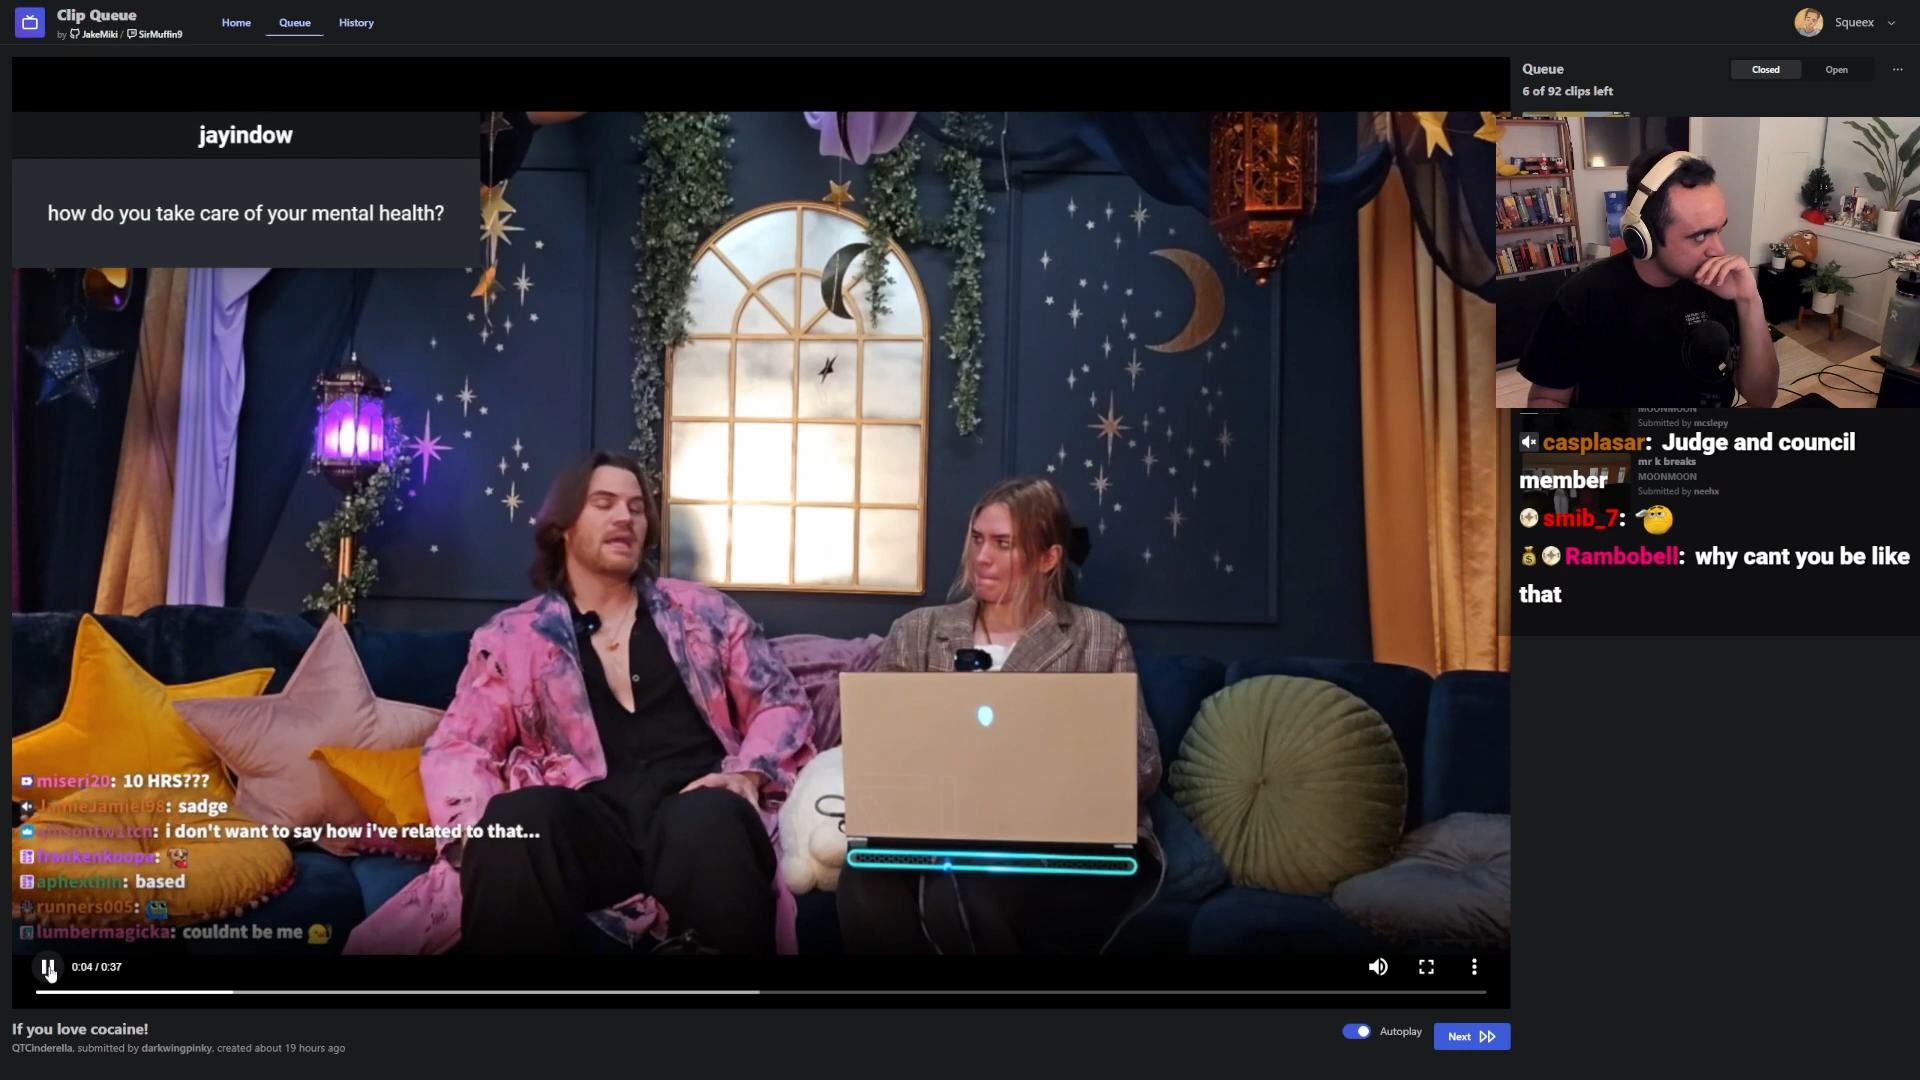 Clip Queue
by JakeMiki / SirMuffin9
Home
Queue
History
Squeex
jayindow
how do you take care of your mental health?
miseri20: 10 HRS???
JamieJamiel98: sadge
i don't want to say how i've related to that...
frankenkoopa:
aphexthin: based
runners005:
lumbermagicka: couldnt be me
0:04 / 0:37
If you love cocaine!
QTCinderella, submitted by darkwingpinky, created about 19 hours ago
Autoplay
Next
Queue
Closed
Open
6 of 92 clips left
MOONMOON
Submitted by mcslepy
casplasar: Judge and council
mr k breaks
MOONMOON
member
Submitted by neehx
smib_7:
Rambobell: why cant you be like
that